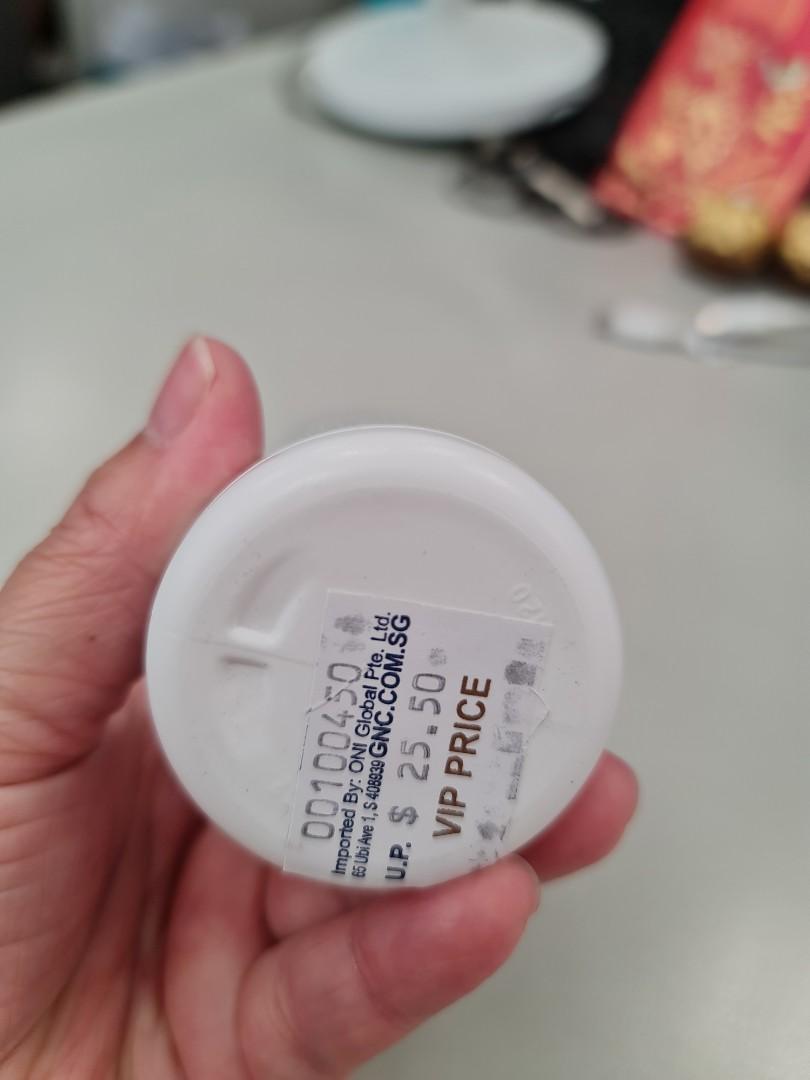 00100450
Imported By: ONI Global Pte. Ltd.
65 Ubi Ave 1, S 408939 GNC.COM.SG
U.P. $ 25.50
VIP PRICE